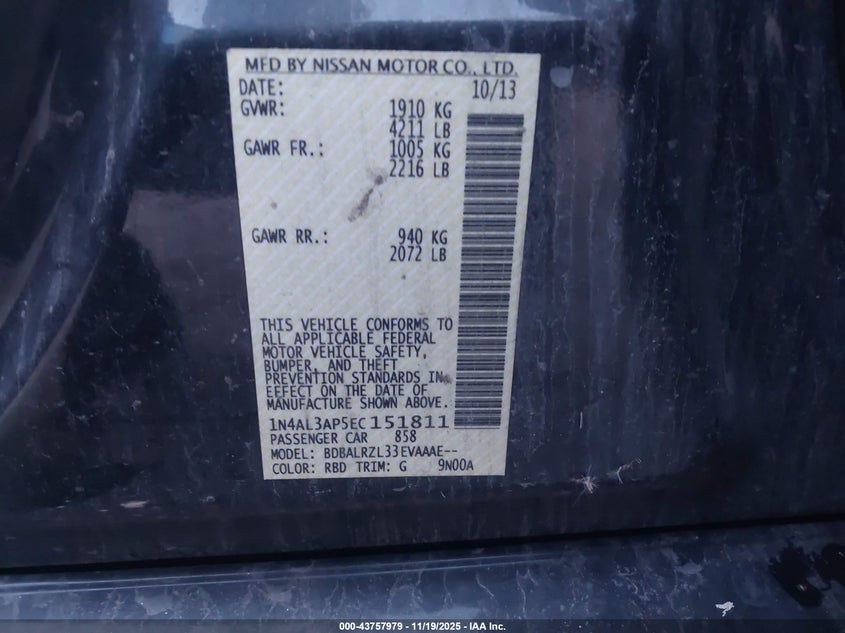 MFD BY NISSAN MOTOR CO., LTD.
DATE: 10/13
GVWR: 1910 KG
4211 LB
GAWR FR.: 1005 KG
2216 LB
GAWR RR.: 940 KG
2072 LB
THIS VEHICLE CONFORMS TO
ALL APPLICABLE FEDERAL
MOTOR VEHICLE SAFETY,
BUMPER, AND THEFT
PREVENTION STANDARDS IN
EFFECT ON THE DATE OF
MANUFACTURE SHOWN ABOVE.
1N4AL3AP5EC151811
PASSENGER CAR 858
MODEL: BDBALRZL33EVAAAE--
COLOR: RBD TRIM: G 9N00A
000-43757979 - 11/19/2025 - IAA Inc.